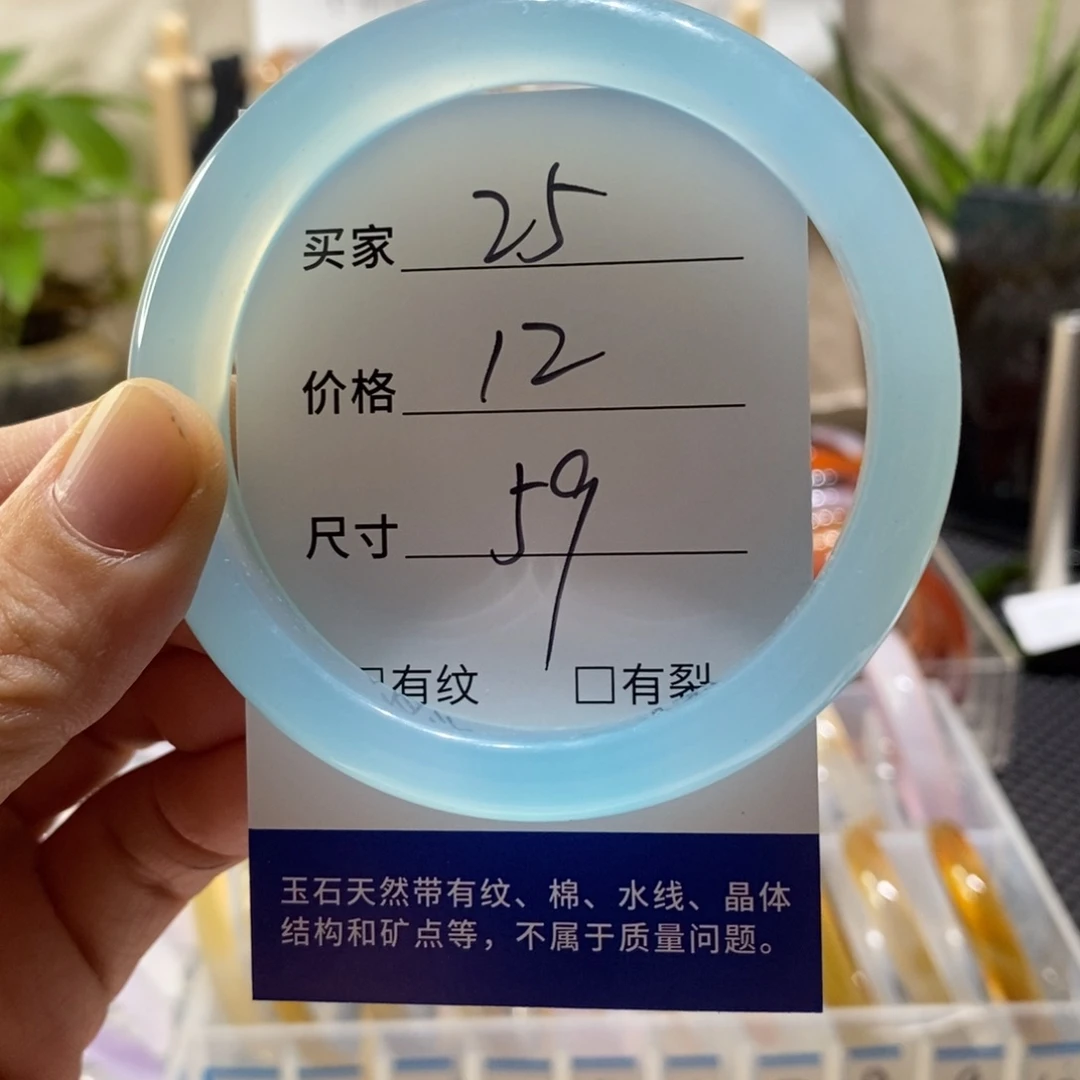 买家 25
价格 12
尺寸 59
有纹 □有裂
玉石天然带有纹、棉、水线、晶体
结构和矿点等，不属于质量问题。